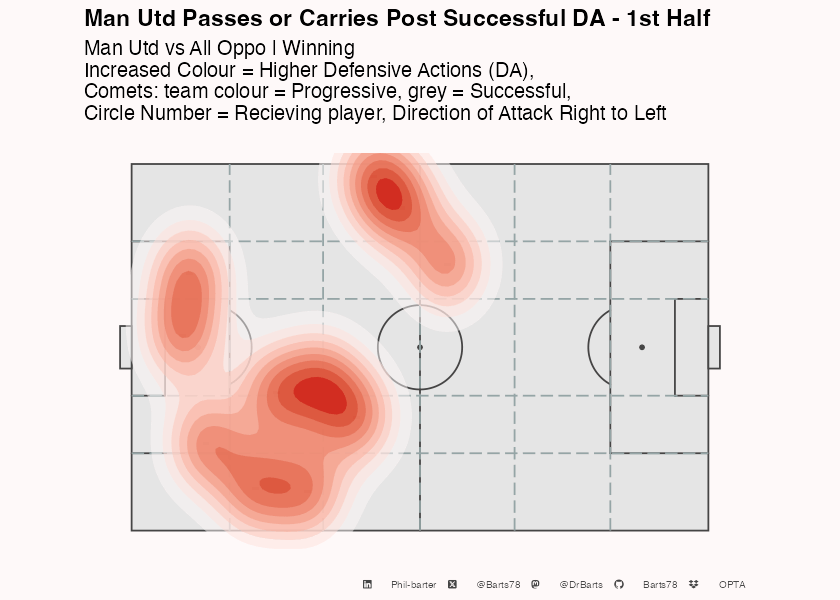 Man Utd Passes or Carries Post Successful DA - 1st Half
Man Utd vs All Oppo | Winning
Increased Colour = Higher Defensive Actions (DA),
Comets: team colour = Progressive, grey = Successful,
Circle Number = Recieving player, Direction of Attack Right to Left
Phil-barter @Barts78 @DrBarts Barts78 OPTA